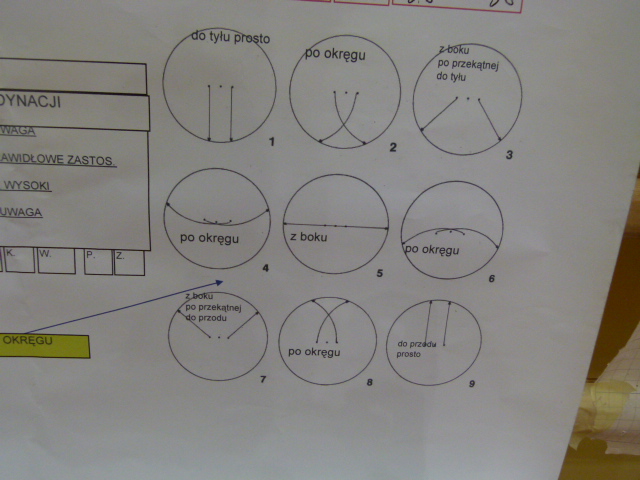 do tyłu prosto
1
po okręgu
2
z boku
po przekątnej
do tyłu
3
po okręgu
4
z boku
5
po okręgu
6
z boku
po przekątnej
do przodu
7
po okręgu
8
do przodu
prosto
9
DYNACJI
WAGA
AWIDŁOWE ZASTOS.
WYSOKI
UWAGA
K. W. P. Z.
OKRĘGU